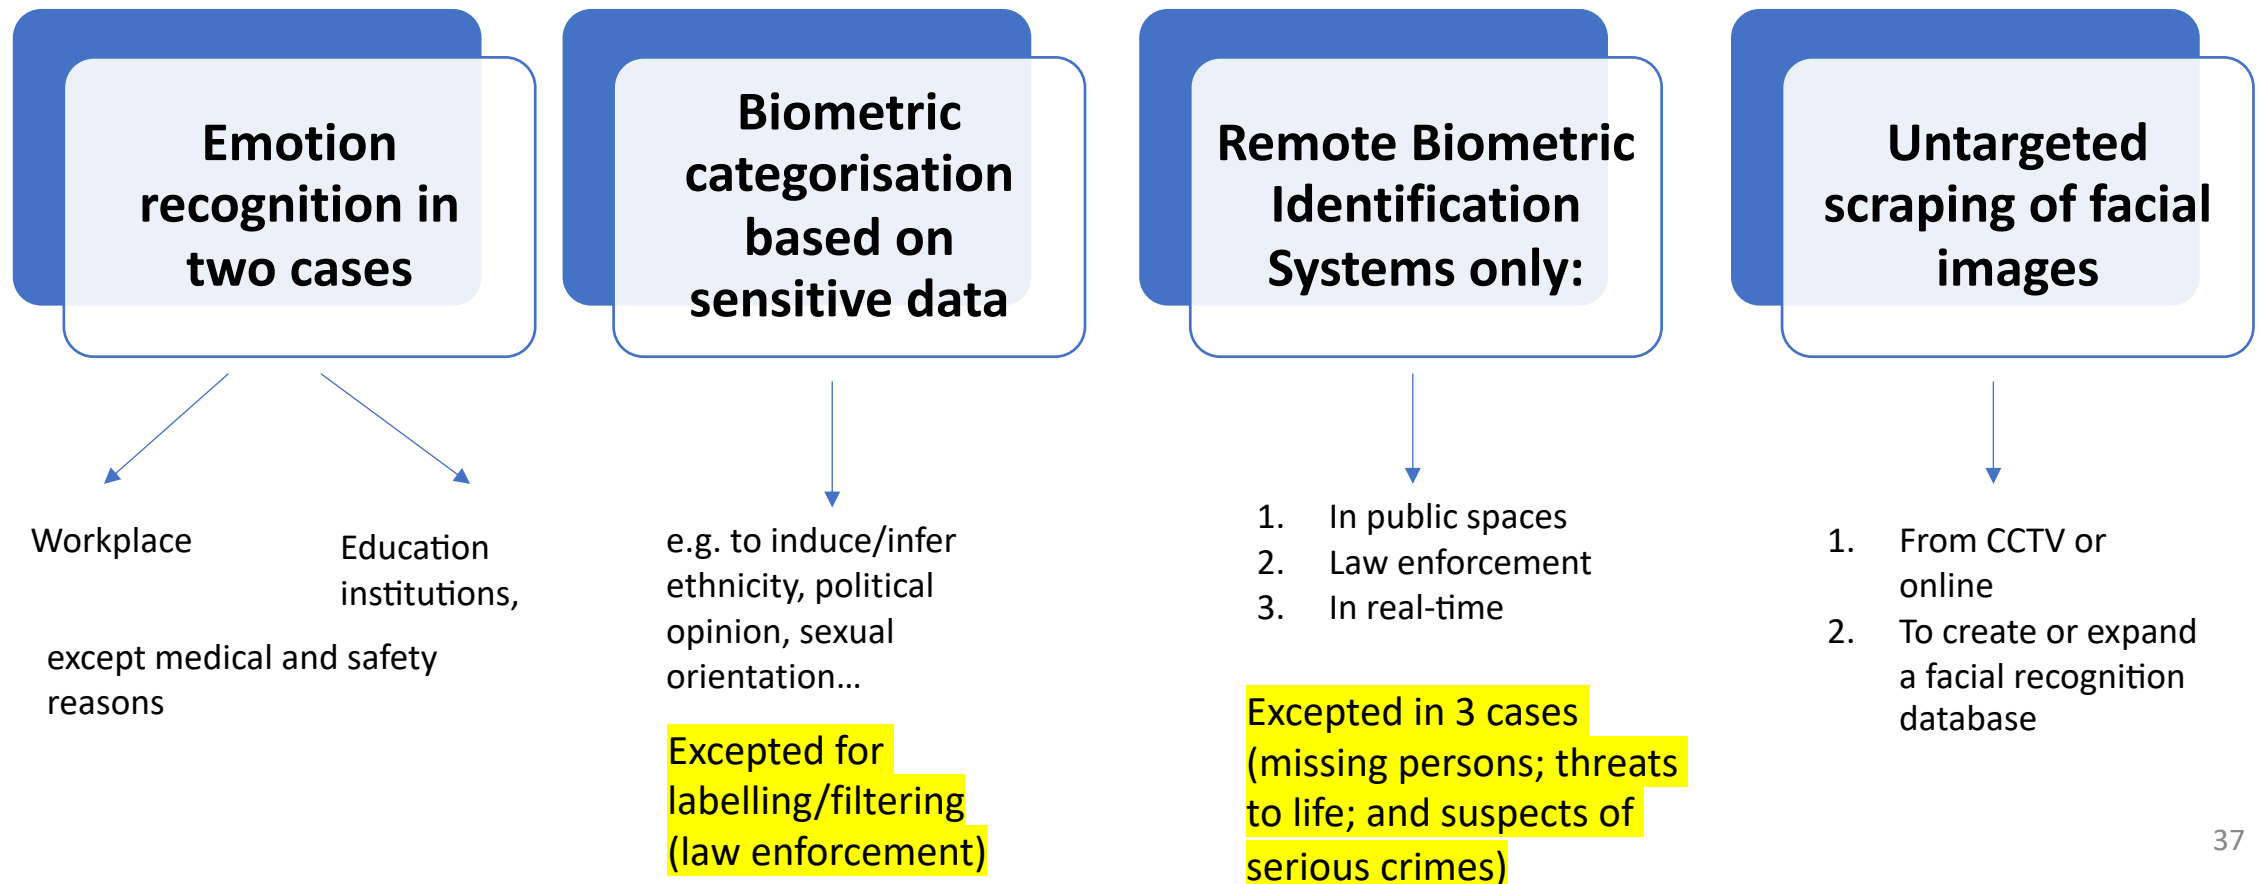 Emotion
recognition in
two cases
Workplace
Education
institutions,
except medical and safety
reasons
Biometric
categorisation
based on
sensitive data
e.g. to induce/infer
ethnicity, political
opinion, sexual
orientation…
Excepted for
labelling/filtering
(law enforcement)
Remote Biometric
Identification
Systems only:
1. In public spaces
2. Law enforcement
3. In real-time
Excepted in 3 cases
(missing persons; threats
to life; and suspects of
serious crimes)
Untargeted
scraping of facial
images
1. From CCTV or
online
2. To create or expand
a facial recognition
database
37